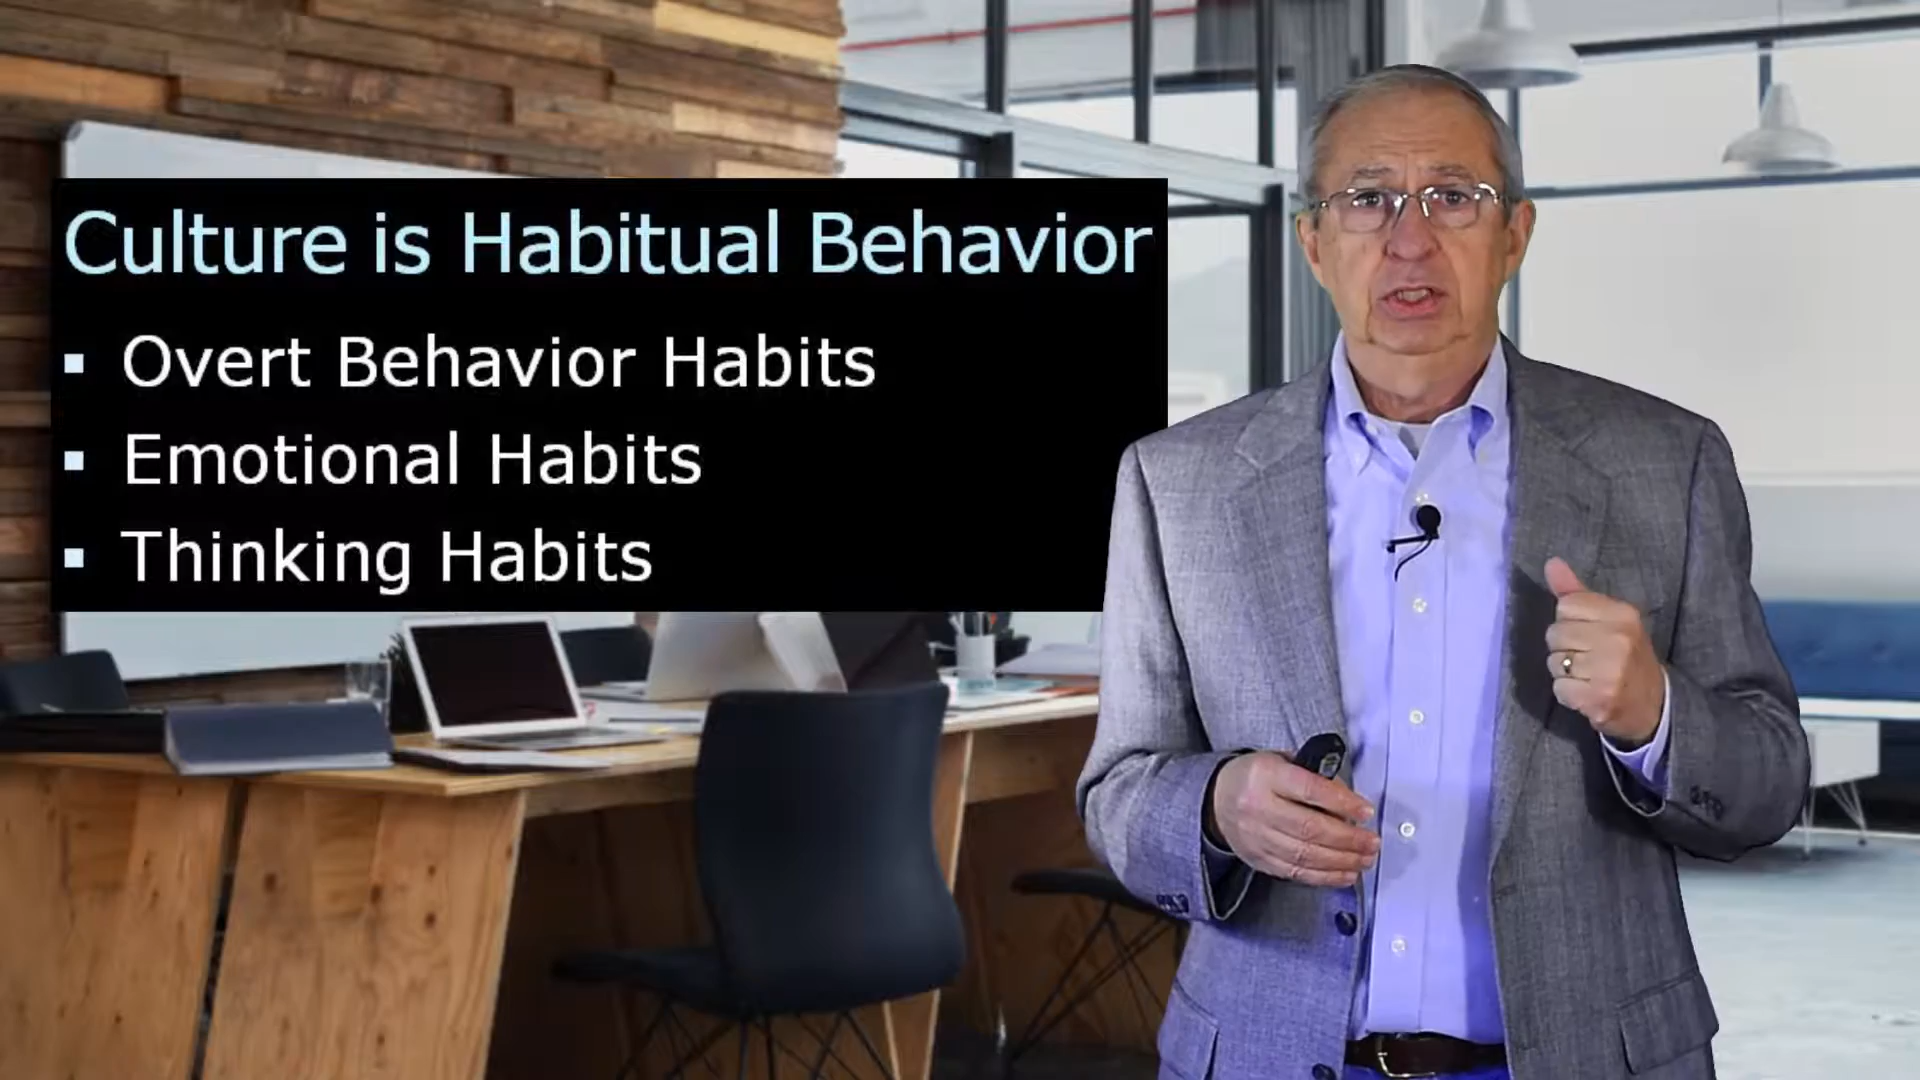 Culture is Habitual Behavior
▪ Overt Behavior Habits
▪ Emotional Habits
▪ Thinking Habits